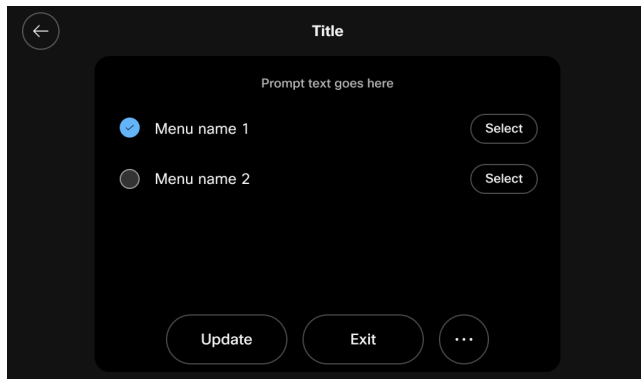 Title
Prompt text goes here
Menu name 1 Select
Menu name 2 Select
Update Exit ...